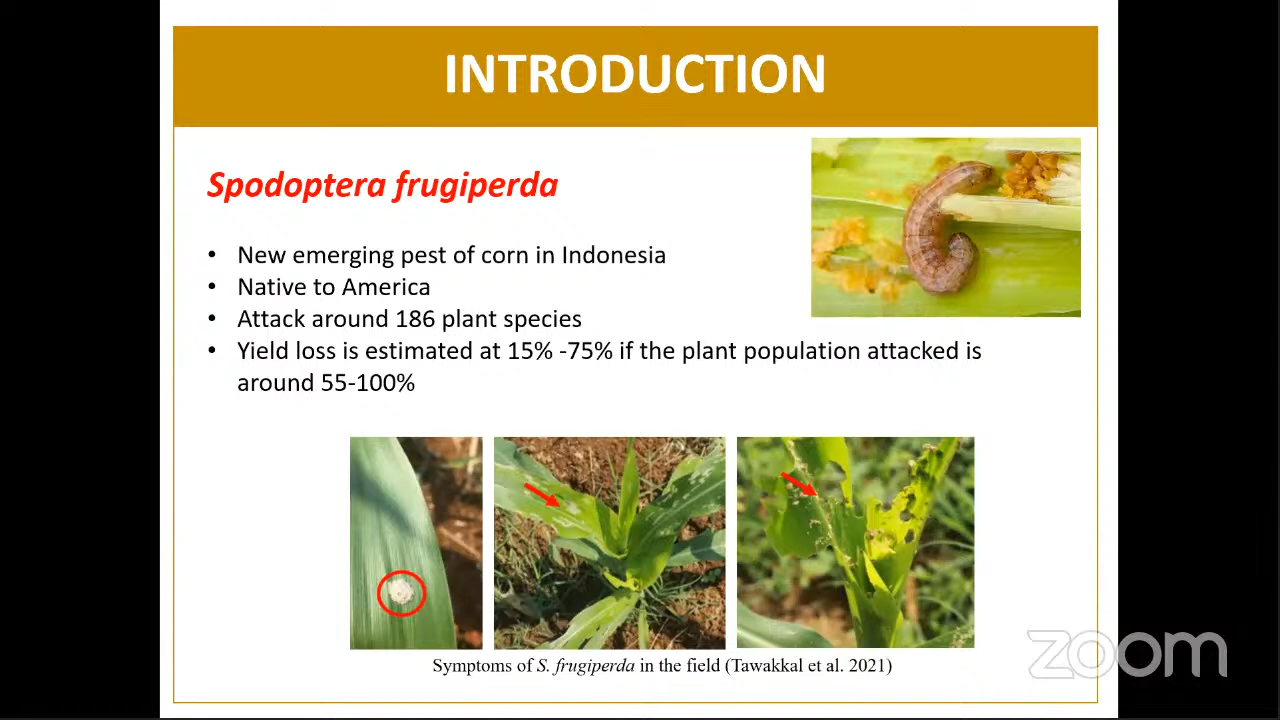 INTRODUCTION
Spodoptera frugiperda
• New emerging pest of corn in Indonesia
• Native to America
• Attack around 186 plant species
• Yield loss is estimated at 15% -75% if the plant population attacked is
around 55-100%
Symptoms of S. frugiperda in the field (Tawakkal et al. 2021)
zoom